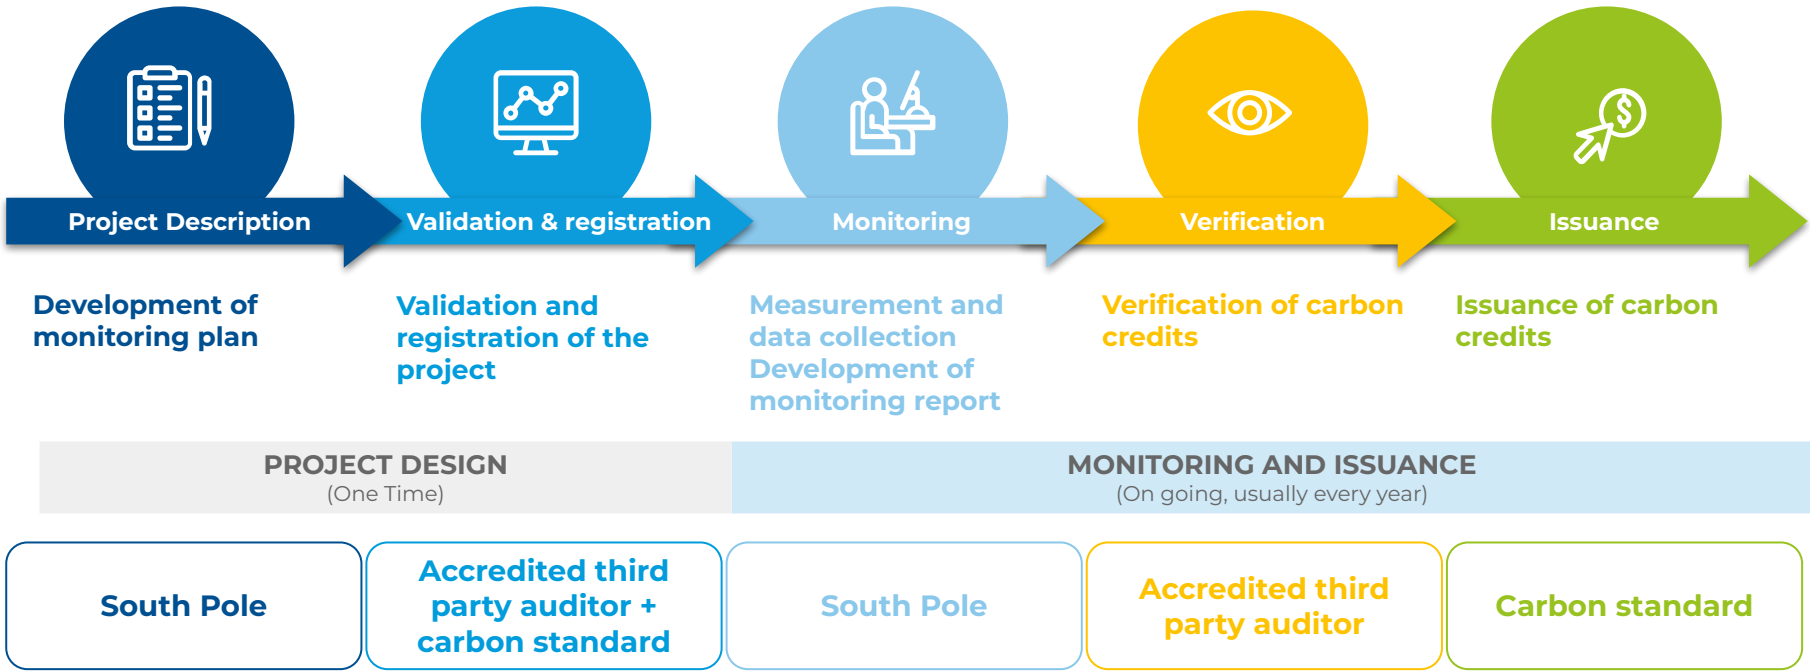 $
Project Description
Validation & registration
Monitoring
Verification
Issuance
Development of
monitoring plan
Validation and
registration of the
project
Measurement and
data collection
Development of
monitoring report
Verification of carbon
credits
Issuance of carbon
credits
PROJECT DESIGN
(One Time)
MONITORING AND ISSUANCE
(On going, usually every year)
South Pole
Accredited third
party auditor +
carbon standard
South Pole
Accredited third
party auditor
Carbon standard